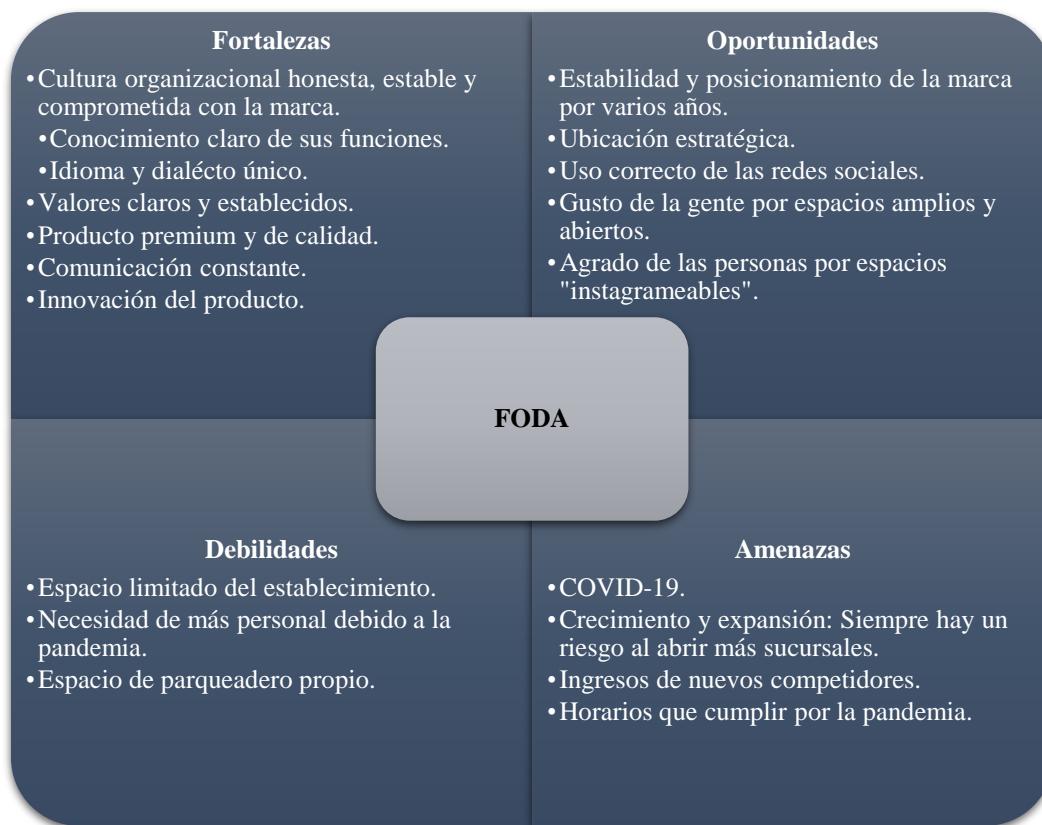 Fortalezas
•Cultura organizacional honesta, estable y
comprometida con la marca.
•Conocimiento claro de sus funciones.
•Idioma y dialécto único.
•Valores claros y establecidos.
•Producto premium y de calidad.
•Comunicación constante.
•Innovación del producto.
Oportunidades
•Estabilidad y posicionamiento de la marca
por varios años.
•Ubicación estratégica.
•Uso correcto de las redes sociales.
•Gusto de la gente por espacios amplios y
abiertos.
•Agrado de las personas por espacios
"instagrameables".
FODA
Debilidades
•Espacio limitado del establecimiento.
•Necesidad de más personal debido a la
pandemia.
•Espacio de parqueadero propio.
Amenazas
•COVID-19.
•Crecimiento y expansión: Siempre hay un
riesgo al abrir más sucursales.
•Ingresos de nuevos competidores.
•Horarios que cumplir por la pandemia.